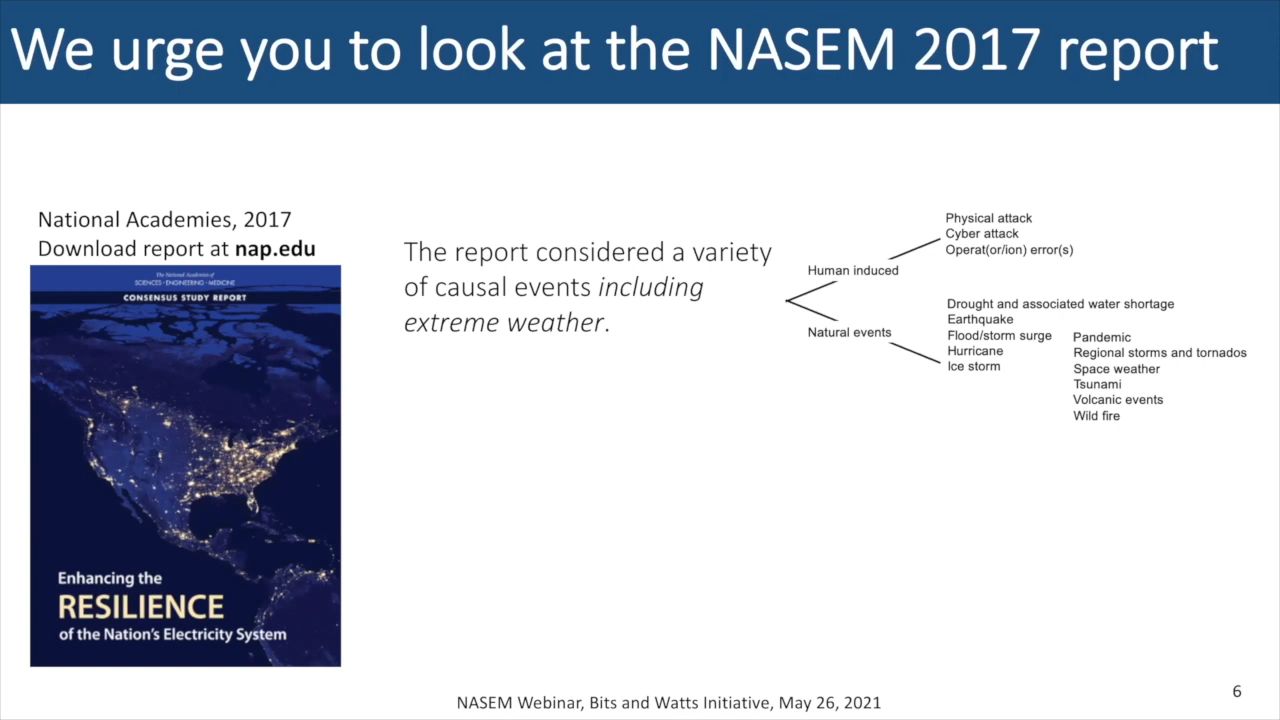 We urge you to look at the NASEM 2017 report
National Academies, 2017
Download report at nap.edu
The National Academies of
SCIENCES • ENGINEERING • MEDICINE
CONSENSUS STUDY REPORT
Enhancing the
RESILIENCE
of the Nation's Electricity System
The report considered a variety
of causal events including
extreme weather.
Human induced
Physical attack
Cyber attack
Operat(or/ion) error(s)
Natural events
Drought and associated water shortage
Earthquake
Flood/storm surge
Hurricane
Ice storm
Pandemic
Regional storms and tornados
Space weather
Tsunami
Volcanic events
Wild fire
NASEM Webinar, Bits and Watts Initiative, May 26, 2021
6